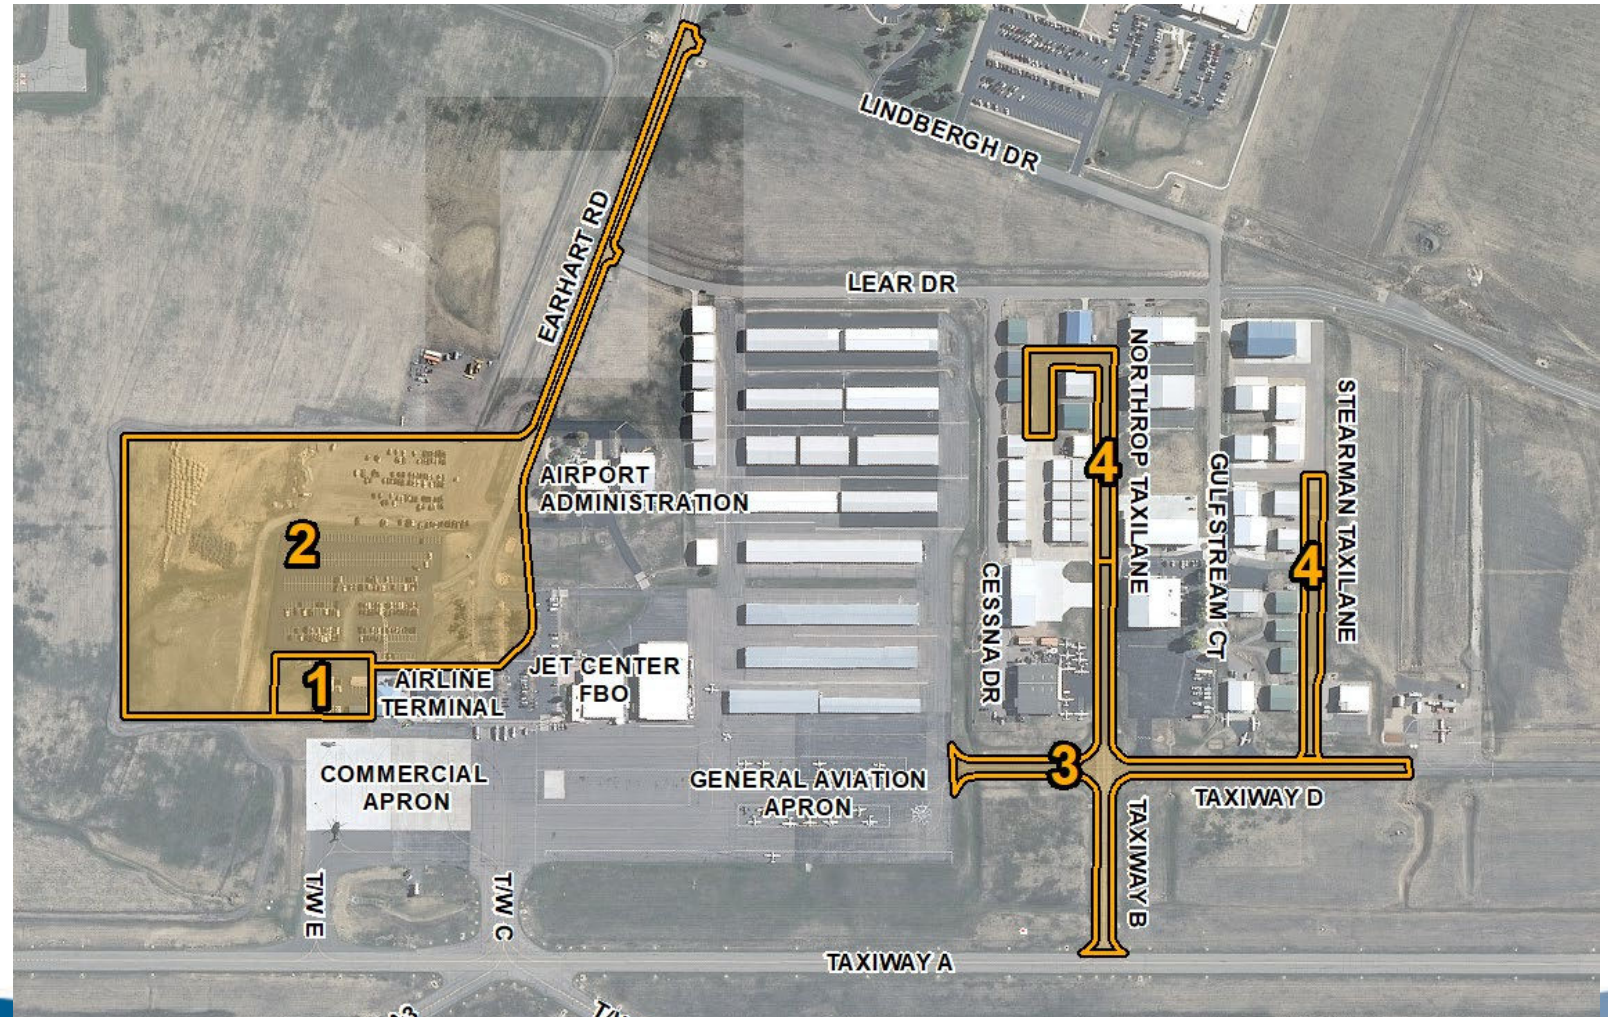 LINDBERGH DR
EARHART RD
LEAR DR
NORTHROP TAXILANE
STEARMAN TAXILANE
AIRPORT
ADMINISTRATION
4
GULFSTREAM CT
2
4
CESSNA DR
1
AIRLINE
TERMINAL
JET CENTER
FBO
3
COMMERCIAL
APRON
GENERAL AVIATION
APRON
TAXIWAY D
TAXIWAY B
T/W E
T/W C
TAXIWAY A